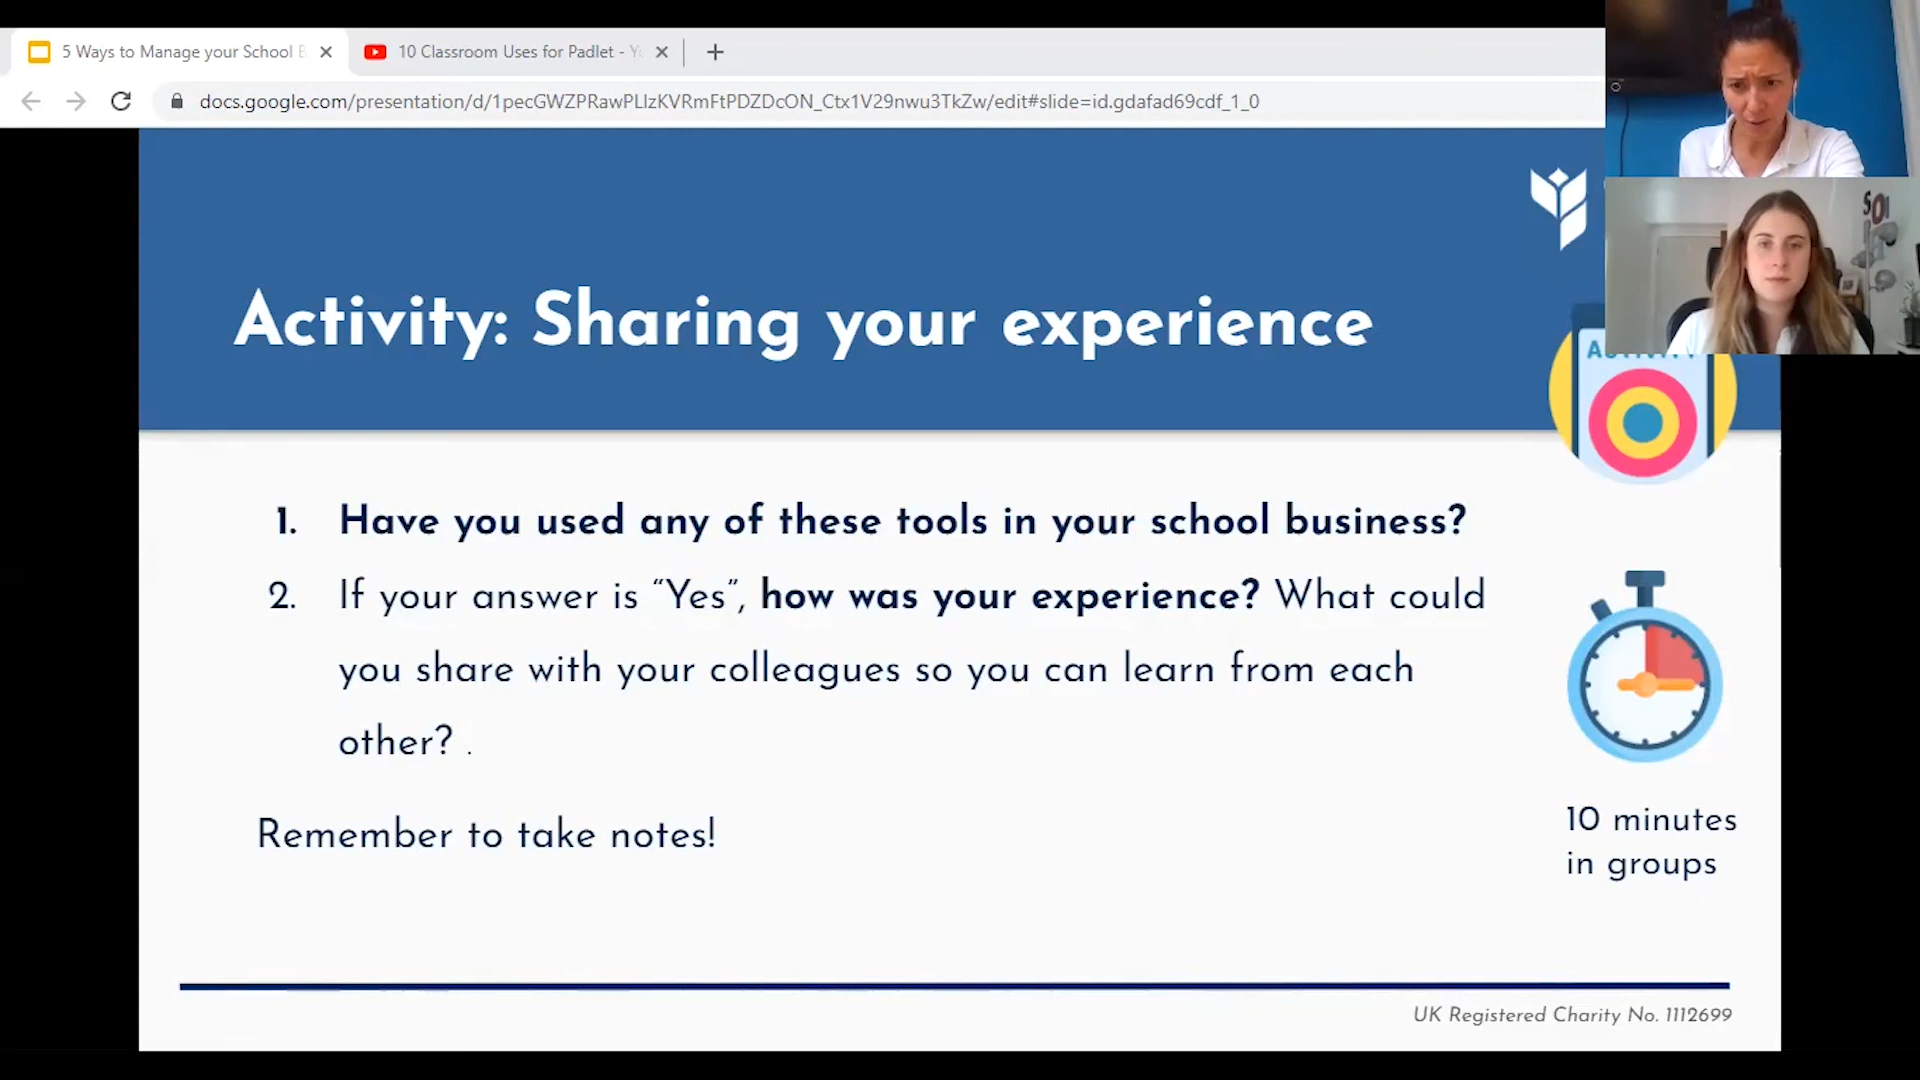 5 Ways to Manage your School B
10 Classroom Uses for Padlet - Y
docs.google.com/presentation/d/1pecGWZPRawPLlzKVRmFtPDZDcON_Ctx1V29nwu3TkZw/edit#slide=id.gdafad69cdf_1_0
SOI
Activity: Sharing your experience
1. Have you used any of these tools in your school business?
2. If your answer is “Yes”, how was your experience? What could
you share with your colleagues so you can learn from each
other? .
Remember to take notes!
10 minutes
in groups
UK Registered Charity No. 1112699